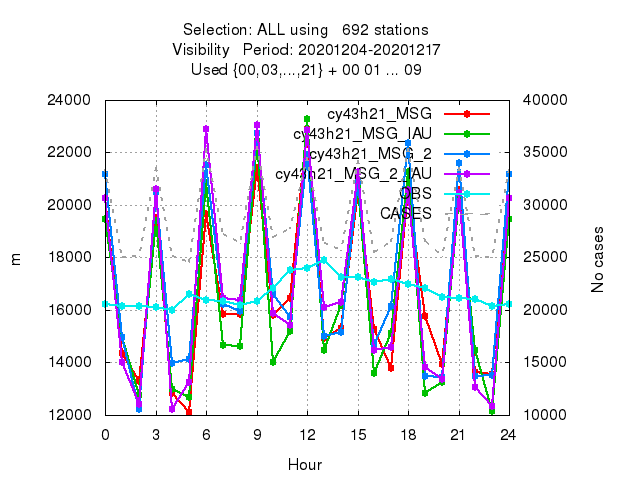 Selection: ALL using   692 stations
Visibility   Period: 20201204-20201217
Used {00,03,...,21} + 00 01 ... 09
24000
22000
20000
18000
16000
14000
12000
m
40000
35000
30000
25000
20000
15000
10000
No cases
cy43h21_MSG
cy43h21_MSG_IAU
cy43h21_MSG_2
cy43h21_MSG_2_IAU
OBS
CASES
0 3 6 9 12 15 18 21 24
Hour